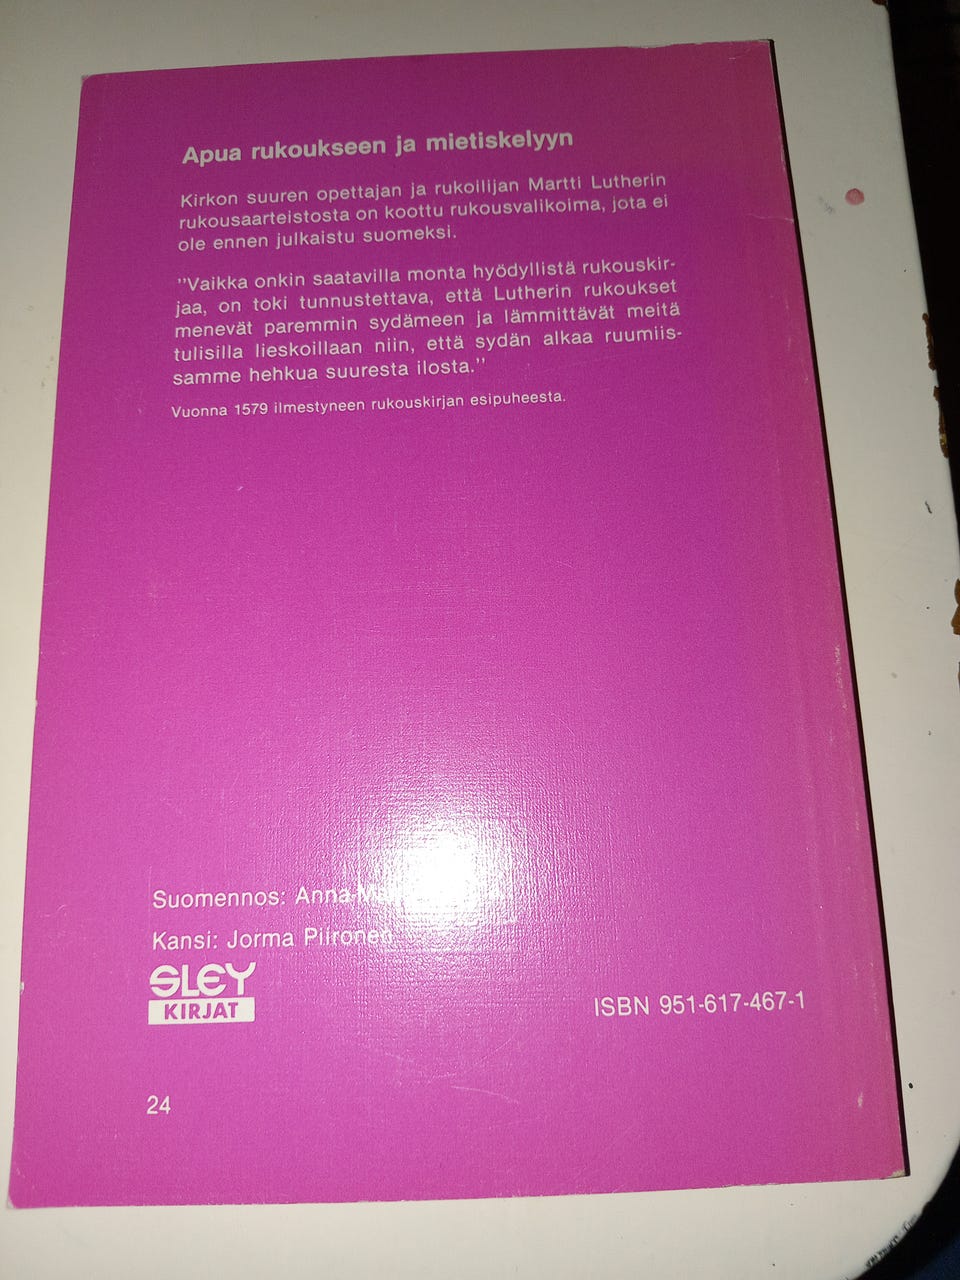 Apua rukoukseen ja mietiskelyyn
Kirkon suuren opettajan ja rukoilijan Martti Lutherin
rukousaarteistosta on koottu rukousvalikoima, jota ei
ole ennen julkaistu suomeksi.
"Vaikka onkin saatavilla monta hyödyllistä rukouskir-
jaa, on toki tunnustettava, että Lutherin rukoukset
menevät paremmin sydämeen ja lämmittävät meitä
tulisilla lieskoillaan niin, että sydän alkaa ruumiis-
samme hehkua suuresta ilosta."
Vuonna 1579 ilmestyneen rukouskirjan esipuheesta.
Suomennos:
Kansi: Jorma Piironen
SLEY
KIRJAT
ISBN 951-617-467-1
24